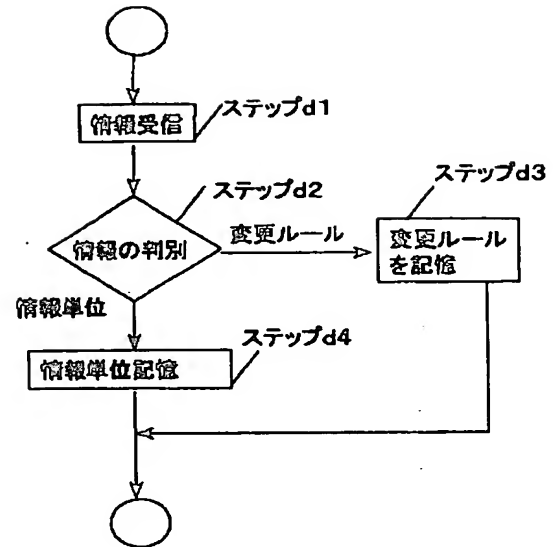 ステップd1
情報受信
ステップd2
ステップd3
情報の判別
変更ルール
変更ルール
を記憶
情報単位
ステップd4
情報単位記憶